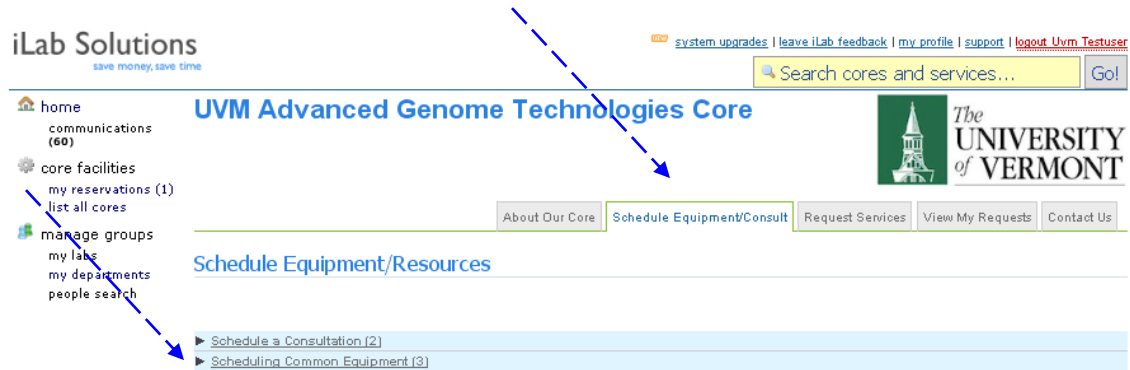 iLab Solutions
save money, save time
NEW system upgrades | leave iLab feedback | my profile | support | logout Uvm Testuser
Search cores and services... Go!
home
communications
(60)
core facilities
my reservations (1)
list all cores
manage groups
my labs
my departments
people search
UVM Advanced Genome Technologies Core
The
UNIVERSITY
of VERMONT
About Our Core Schedule Equipment/Consult Request Services View My Requests Contact Us
Schedule Equipment/Resources
Schedule a Consultation (2)
Scheduling Common Equipment (3)